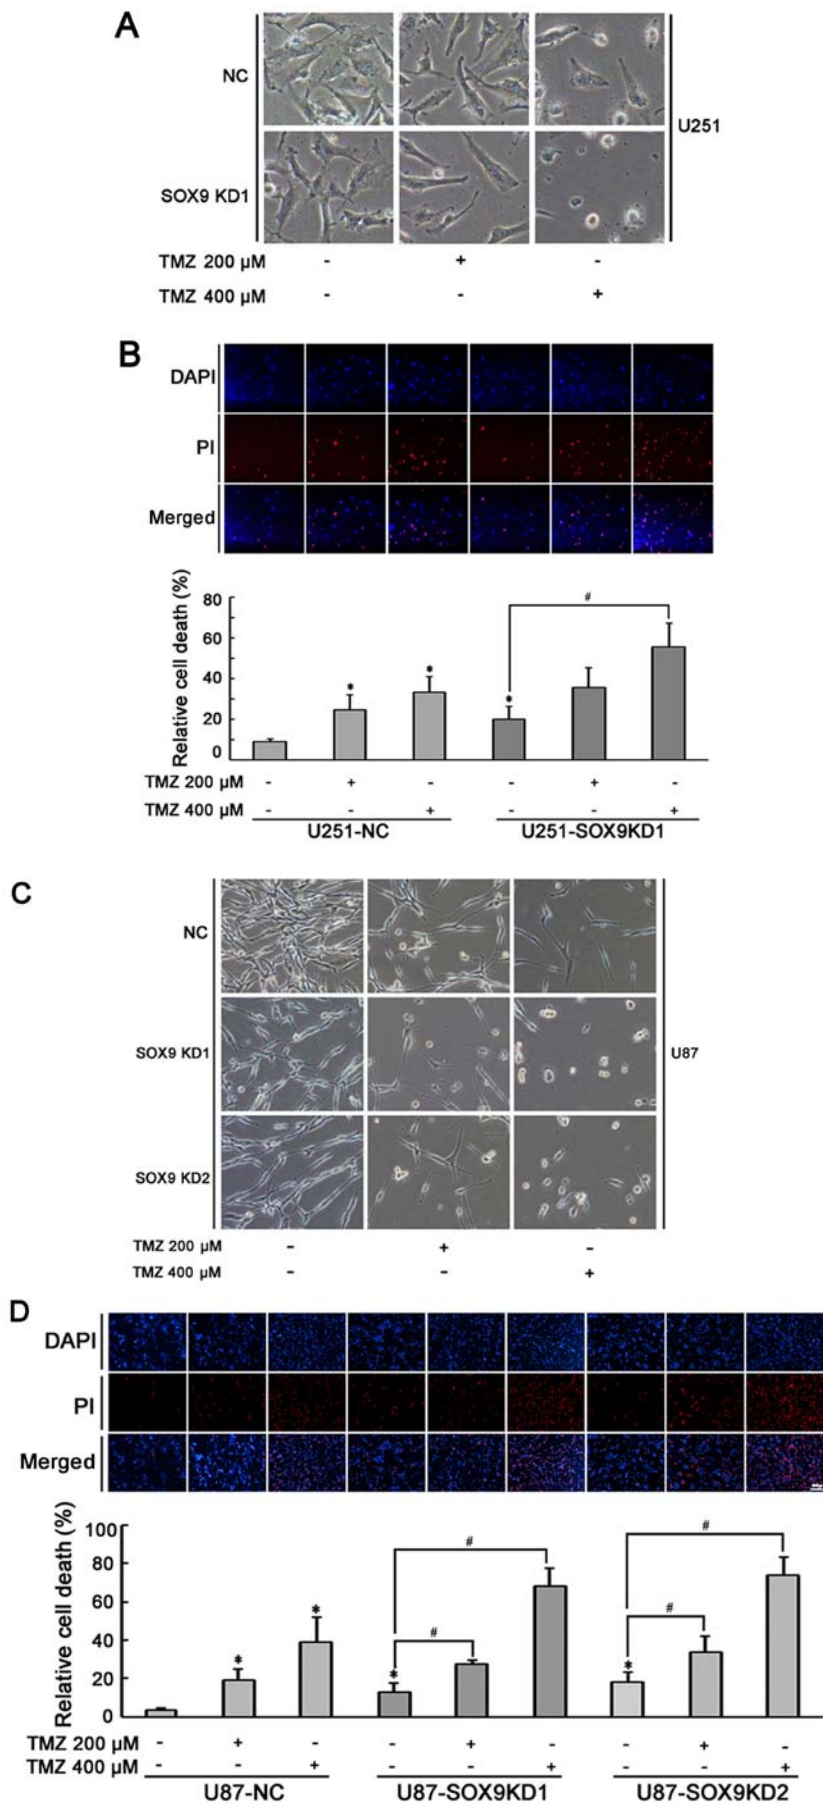 A
NC
SOX9 KD1
U251
TMZ 200 µM - + -
TMZ 400 µM - - +
B
DAPI
PI
Merged
Relative cell death (%)
80
60
40
20
0
* * * #
TMZ 200 µM - + - - + -
TMZ 400 µM - - + - - +
U251-NC U251-SOX9KD1
C
NC
SOX9 KD1
SOX9 KD2
U87
TMZ 200 µM - + -
TMZ 400 µM - - +
D
DAPI
PI
Merged
Relative cell death (%)
100
80
60
40
20
0
* * * # # * # #
TMZ 200 µM - + - - + - - + -
TMZ 400 µM - - + - - + - - +
U87-NC U87-SOX9KD1 U87-SOX9KD2